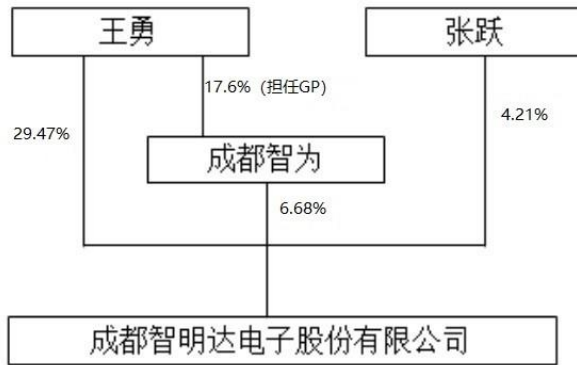 王勇
张跃
17.6%（担任GP）
29.47%
4.21%
成都智为
6.68%
成都智明达电子股份有限公司